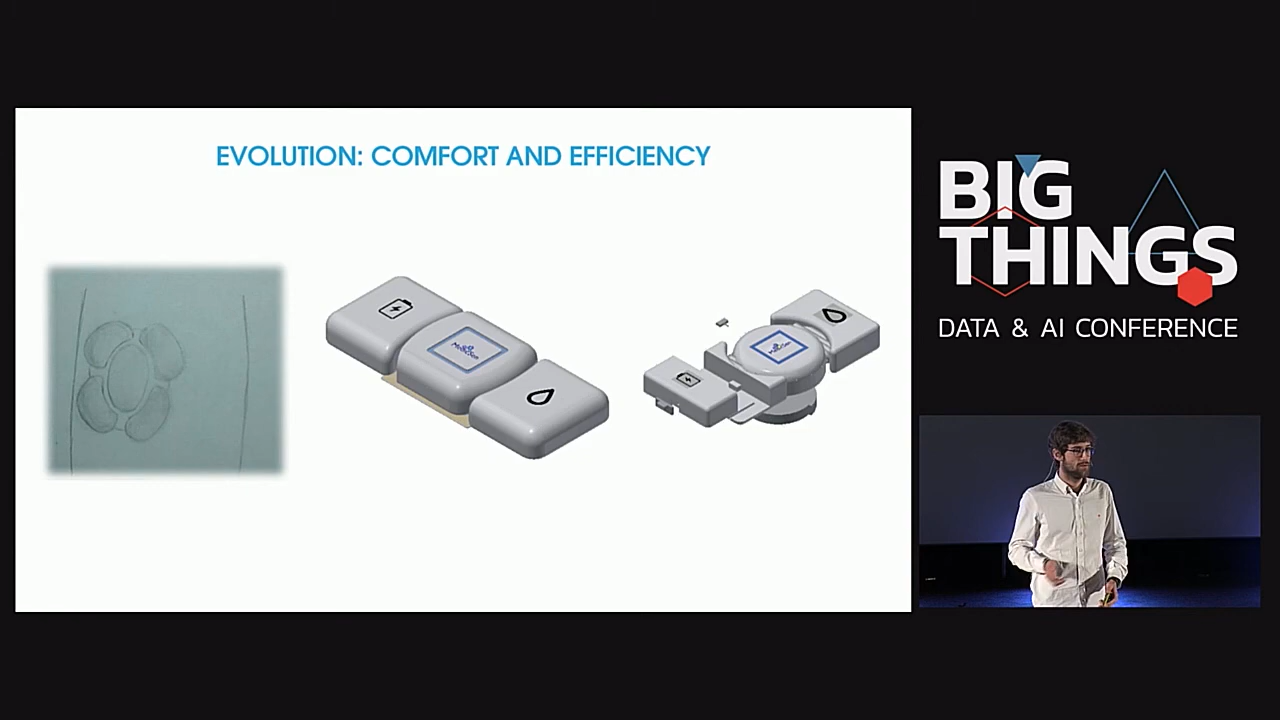 EVOLUTION: COMFORT AND EFFICIENCY
BIG
THINGS
DATA & AI CONFERENCE